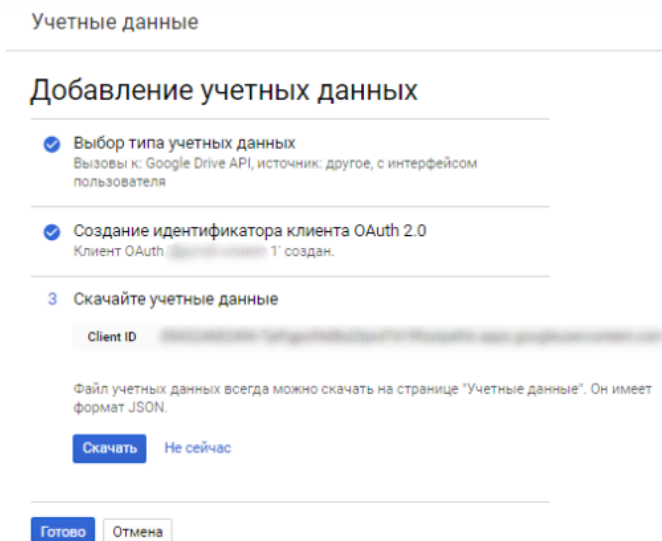 Учетные данные
Добавление учетных данных
Выбор типа учетных данных
Вызовы к: Google Drive API, источник: другое, с интерфейсом
пользователя
Создание идентификатора клиента OAuth 2.0
Клиент OAuth 1' создан.
3 Скачайте учетные данные
Client ID
Файл учетных данных всегда можно скачать на странице "Учетные данные". Он имеет
формат JSON.
Скачать Не сейчас
Готово Отмена